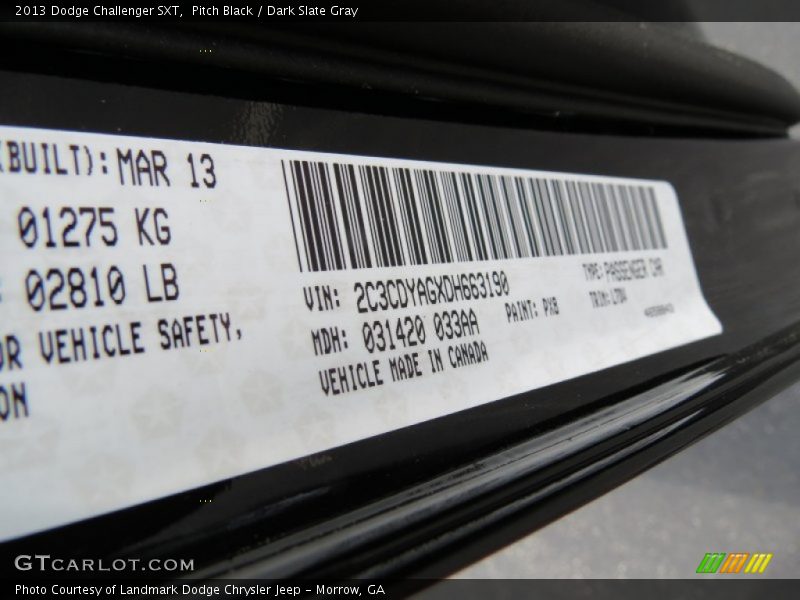 2013 Dodge Challenger SXT, Pitch Black / Dark Slate Gray
(BUILT): MAR 13
01275 KG
02810 LB
OR VEHICLE SAFETY,
ON
VIN: 2C3CDYAGXDH663190
TYPE: PASSENGER CAR
MDH: 031420 033AA
PAINT: PXB
TRIM:
VEHICLE MADE IN CANADA
GTCARLOT.COM
Photo Courtesy of Landmark Dodge Chrysler Jeep - Morrow, GA